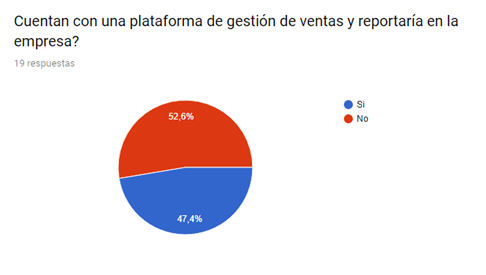 Cuentan con una plataforma de gestión de ventas y reportaría en la
empresa?
19 respuestas
52,6%
47,4%
Si
No